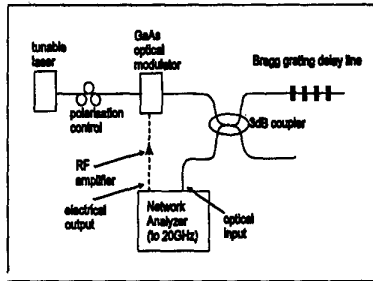 tunable
laser
GaAs
optical
modulator
Bragg grating delay line
polarisation
control
3dB coupler
RF
amplifier
electrical
output
Network
Analyzer
(to 20GHz)
optical
input